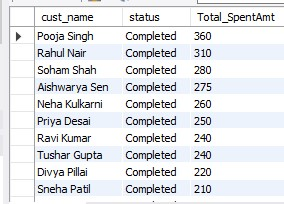 cust_name status Total_SpentAmt
Pooja Singh Completed 360
Rahul Nair Completed 310
Soham Shah Completed 280
Aishwarya Sen Completed 275
Neha Kulkarni Completed 260
Priya Desai Completed 250
Ravi Kumar Completed 240
Tushar Gupta Completed 240
Divya Pillai Completed 220
Sneha Patil Completed 210